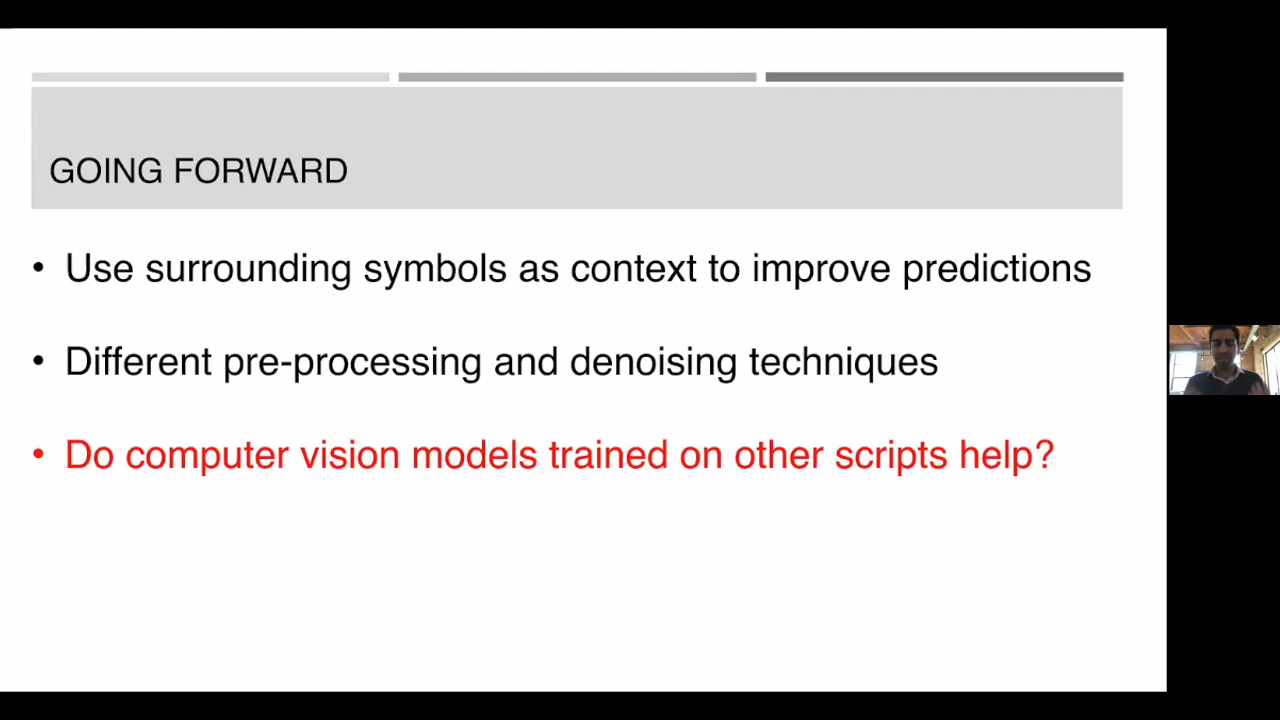 GOING FORWARD
• Use surrounding symbols as context to improve predictions
• Different pre-processing and denoising techniques
• Do computer vision models trained on other scripts help?